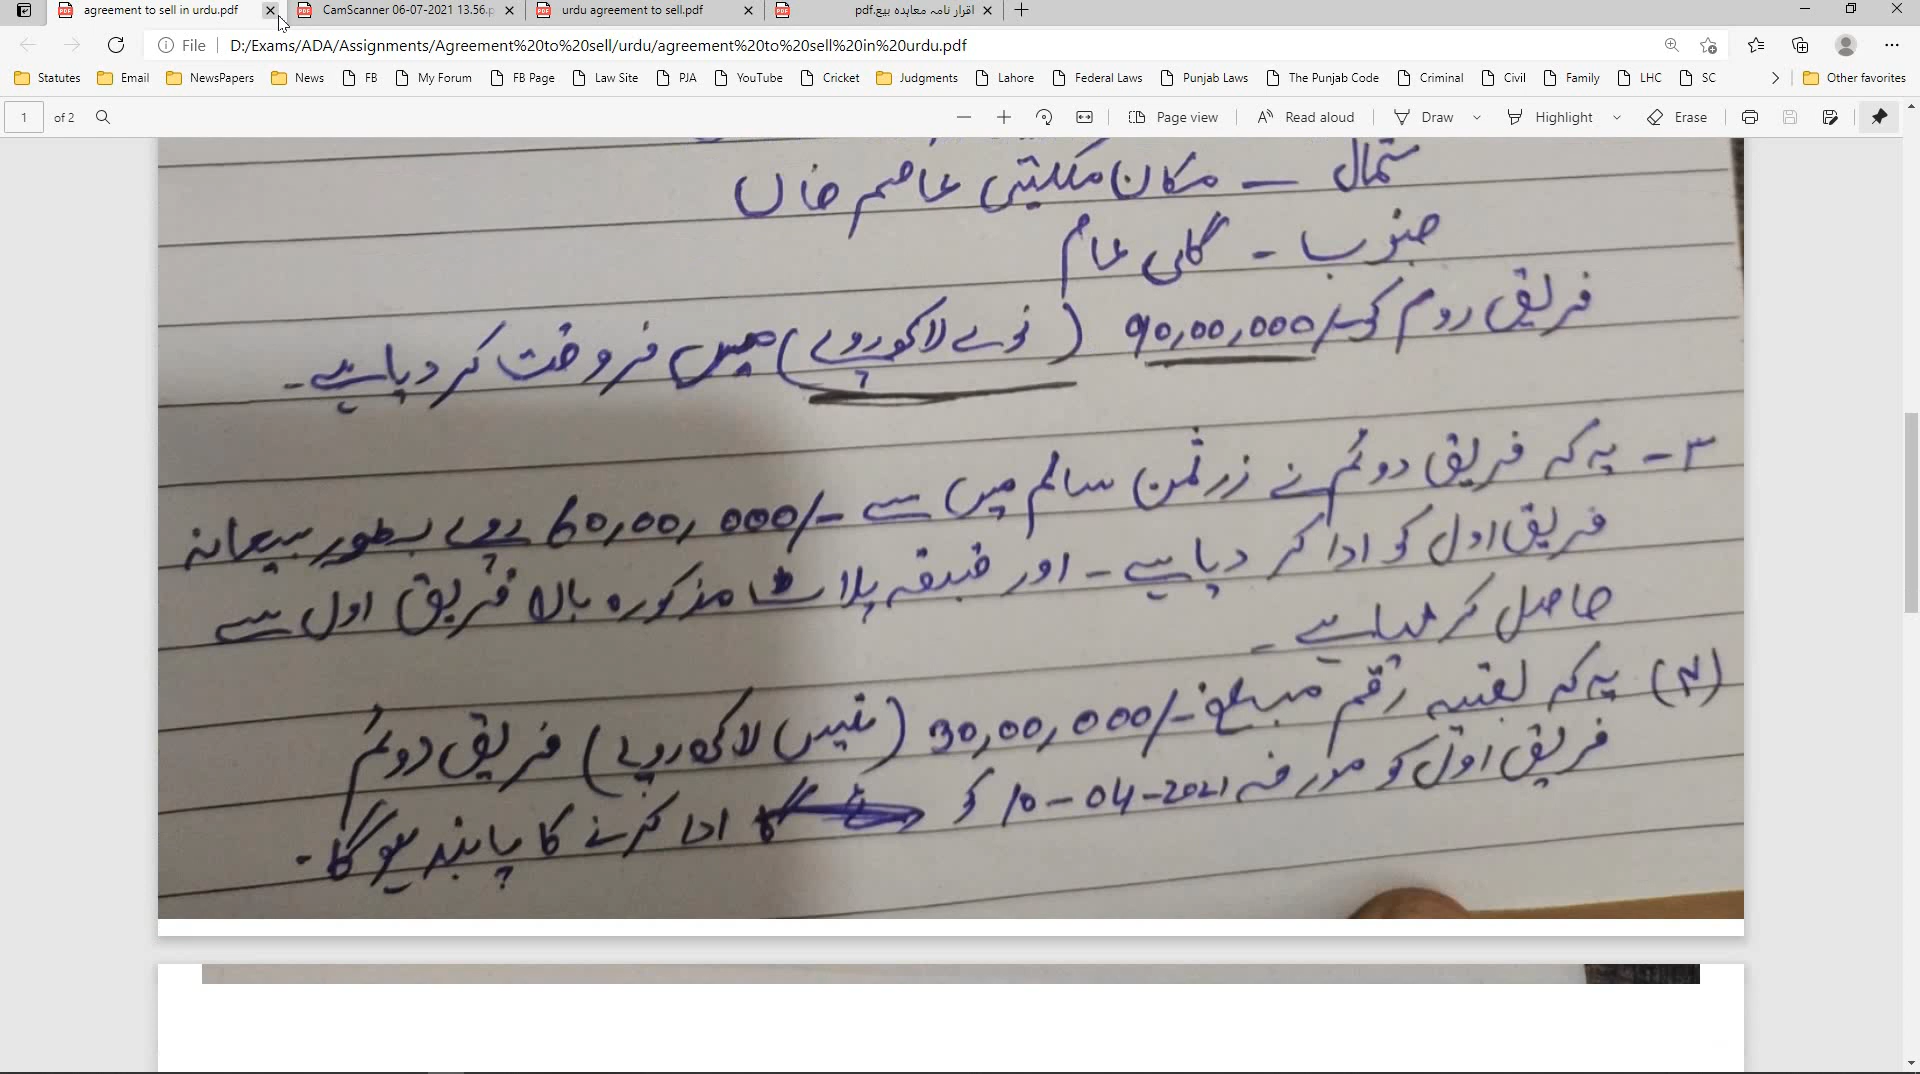 agreement to sell in urdu.pdf
CamScanner 06-07-2021 13.56.p
urdu agreement to sell.pdf
اقرار نامہ معاہدہ بیع.pdf
File D:/Exams/ADA/Assignments/Agreement%20to%20sell/urdu/agreement%20to%20sell%20in%20urdu.pdf
Statutes Email NewsPapers News FB My Forum FB Page Law Site PJA YouTube Cricket Judgments Lahore Federal Laws Punjab Laws The Punjab Code Criminal Civil Family LHC SC Other favorites
1 of 2 Page view Read aloud Draw Highlight Erase
شمال – مکان ملکیتی عاصم خاں
جنوب – گلی عام
فریق دوم کو 90,00,000/- (نوے لاکھ روپے) میں فروخت کر دیا ہے۔
۳ – یہ کہ فریق دوئم نے زرثمن سالم میں سے 60,00,000/- روپے بطور بیعانہ
فریق اول کو ادا کر دیا ہے – اور قبضہ پلاٹ مذکورہ بالا فریق اول سے
حاصل کر لیا ہے –
(۴) یہ کہ بقیہ رقم مبلغ 30,00,000/- (تیس لاکھ روپے) فریق دوئم
فریق اول کو مورخہ 10-04-2021 کو ادا کرنے کا پابند ہو گا –